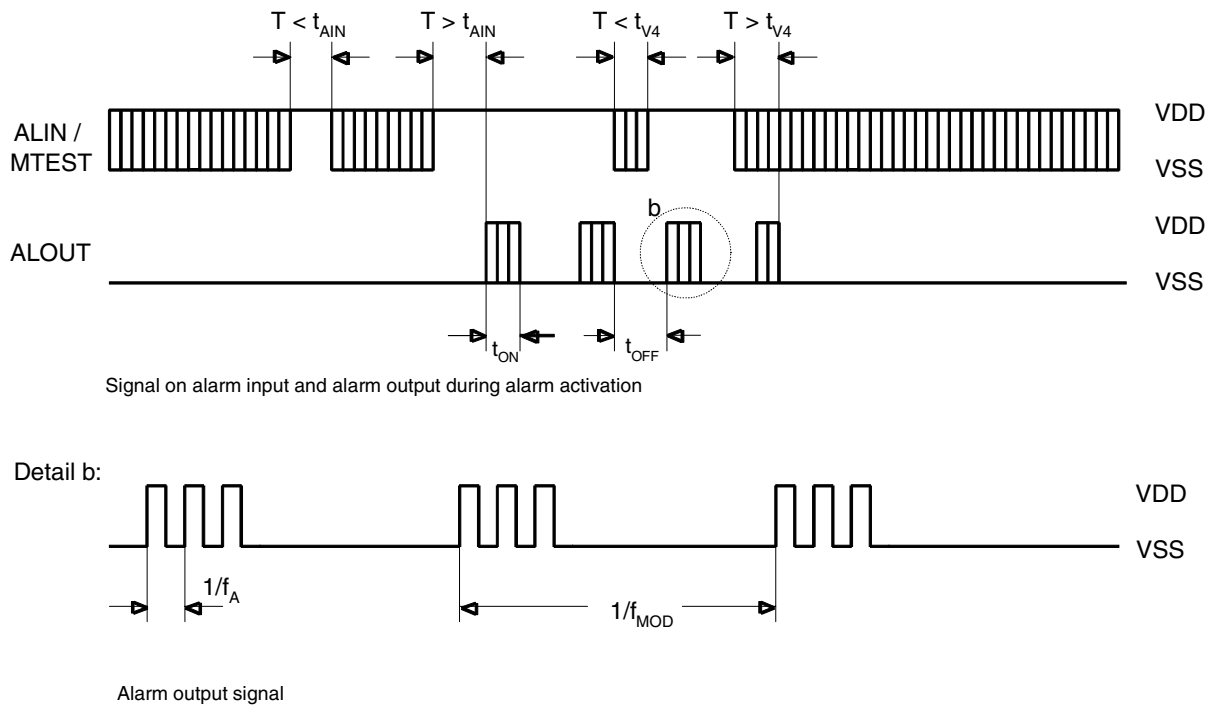 T < tAIN T > tAIN T < tV4 T > tV4
VDD
ALIN /
MTEST
VSS
b
VDD
ALOUT
VSS
tON tOFF
Signal on alarm input and alarm output during alarm activation
Detail b:
VDD
VSS
1/fA
1/fMOD
Alarm output signal